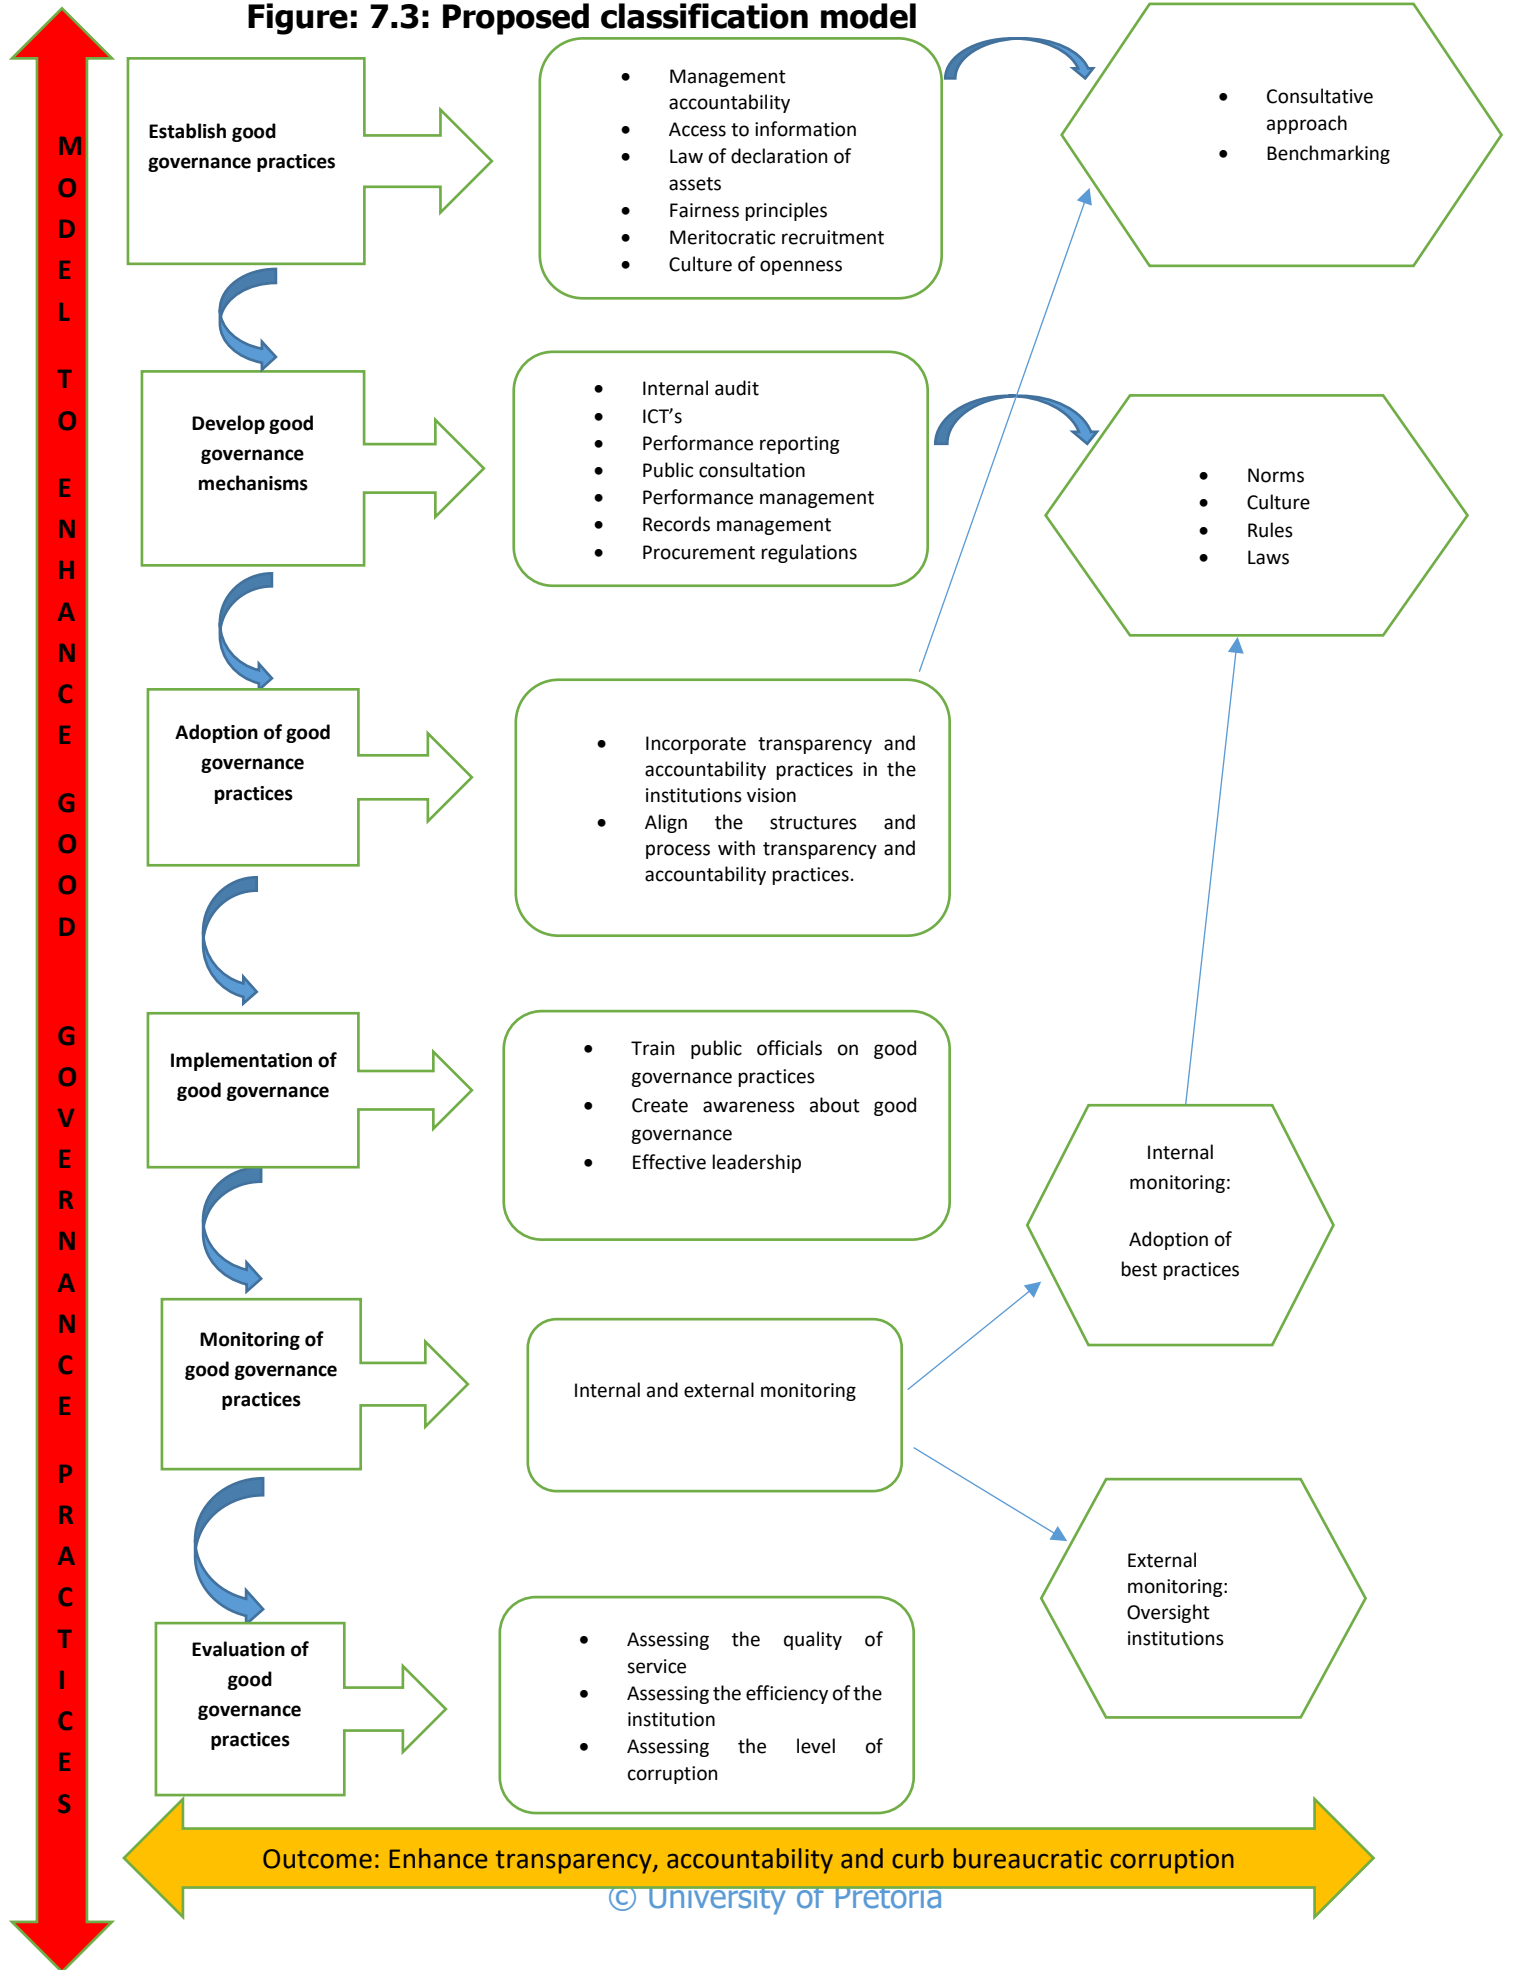 Figure: 7.3: Proposed classification model
MODEL TO ENHANCE GOOD GOVERNANCE PRACTICES
Establish good
governance practices
• Management
accountability
• Access to information
• Law of declaration of
assets
• Fairness principles
• Meritocratic recruitment
• Culture of openness
• Consultative
approach
• Benchmarking
Develop good
governance
mechanisms
• Internal audit
• ICT’s
• Performance reporting
• Public consultation
• Performance management
• Records management
• Procurement regulations
• Norms
• Culture
• Rules
• Laws
Adoption of good
governance
practices
• Incorporate transparency and
accountability practices in the
institutions vision
• Align the structures and
process with transparency and
accountability practices.
Implementation of
good governance
• Train public officials on good
governance practices
• Create awareness about good
governance
• Effective leadership
Internal
monitoring:
Adoption of
best practices
Monitoring of
good governance
practices
Internal and external monitoring
External
monitoring:
Oversight
institutions
Evaluation of
good
governance
practices
• Assessing the quality of
service
• Assessing the efficiency of the
institution
• Assessing the level of
corruption
Outcome: Enhance transparency, accountability and curb bureaucratic corruption
© University of Pretoria